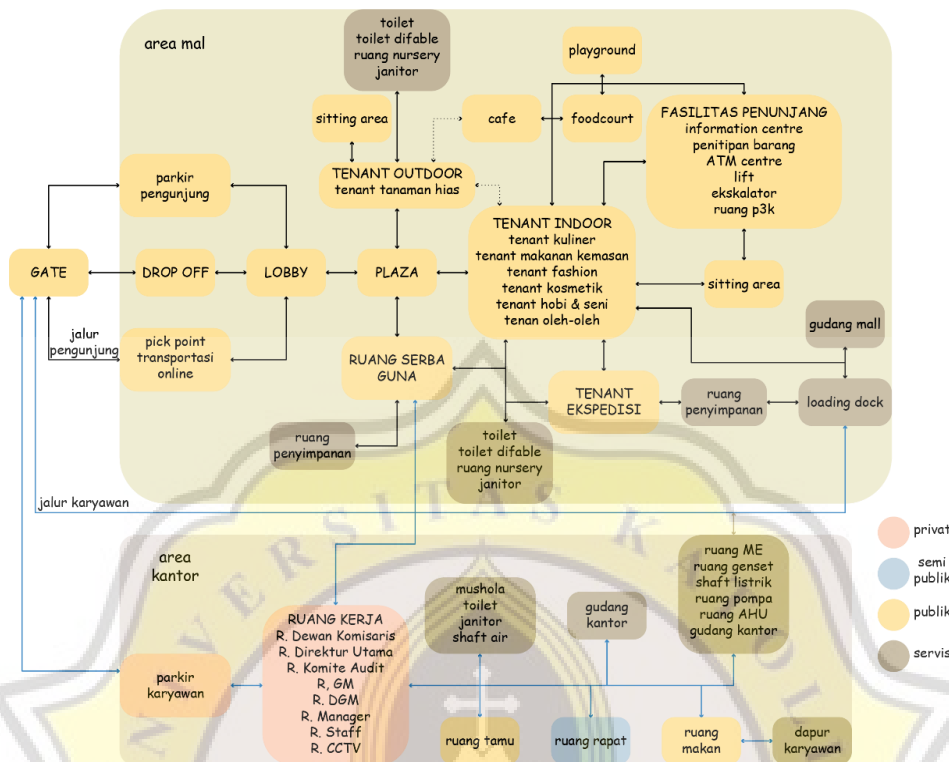 area mal
toilet
toilet difable
ruang nursery
janitor
playground
sitting area
cafe
foodcourt
FASILITAS PENUNJANG
information centre
penitipan barang
ATM centre
lift
ekskalator
ruang p3k
parkir
pengunjung
TENANT OUTDOOR
tenant tanaman hias
TENANT INDOOR
tenant kuliner
tenant makanan kemasan
tenant fashion
tenant kosmetik
tenant hobi & seni
tenan oleh-oleh
GATE
DROP OFF
LOBBY
PLAZA
sitting area
gudang mall
jalur
pengunjung
pick point
transportasi
online
RUANG SERBA
GUNA
TENANT
EKSPEDISI
ruang
penyimpanan
loading dock
ruang
penyimpanan
toilet
toilet difable
ruang nursery
janitor
jalur karyawan
area
kantor
UNIVERSITAS KATOL
RUANG KERJA
R. Dewan Komisaris
R. Direktur Utama
R. Komite Audit
R, GM
R. DGM
R. Manager
R. Staff
R. CCTV
parkir
karyawan
mushola
toilet
janitor
shaft air
gudang
kantor
ruang ME
ruang genset
shaft listrik
ruang pompa
ruang AHU
gudang kantor
ruang tamu
ruang rapat
ruang
makan
dapur
karyawan
privat
semi
publik
publik
servis